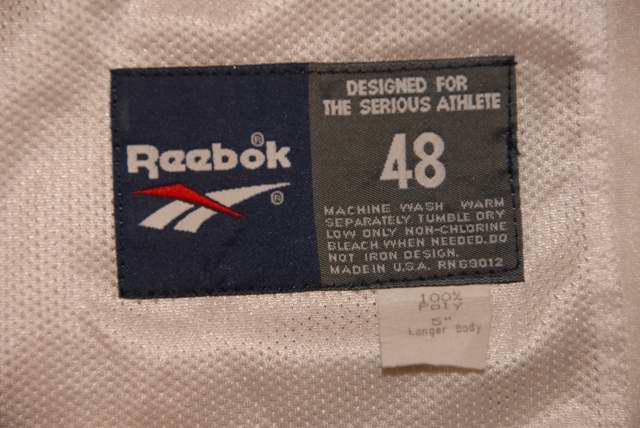 Reebok®
®
DESIGNED FOR
THE SERIOUS ATHLETE
48
MACHINE WASH WARM
SEPARATELY TUMBLE DRY
LOW ONLY NON-CHLORINE
BLEACH WHEN NEEDED.DO
NOT IRON DESIGN.
MADE IN U.S.A. RN69012
100%
POLY
5"
Longer Body